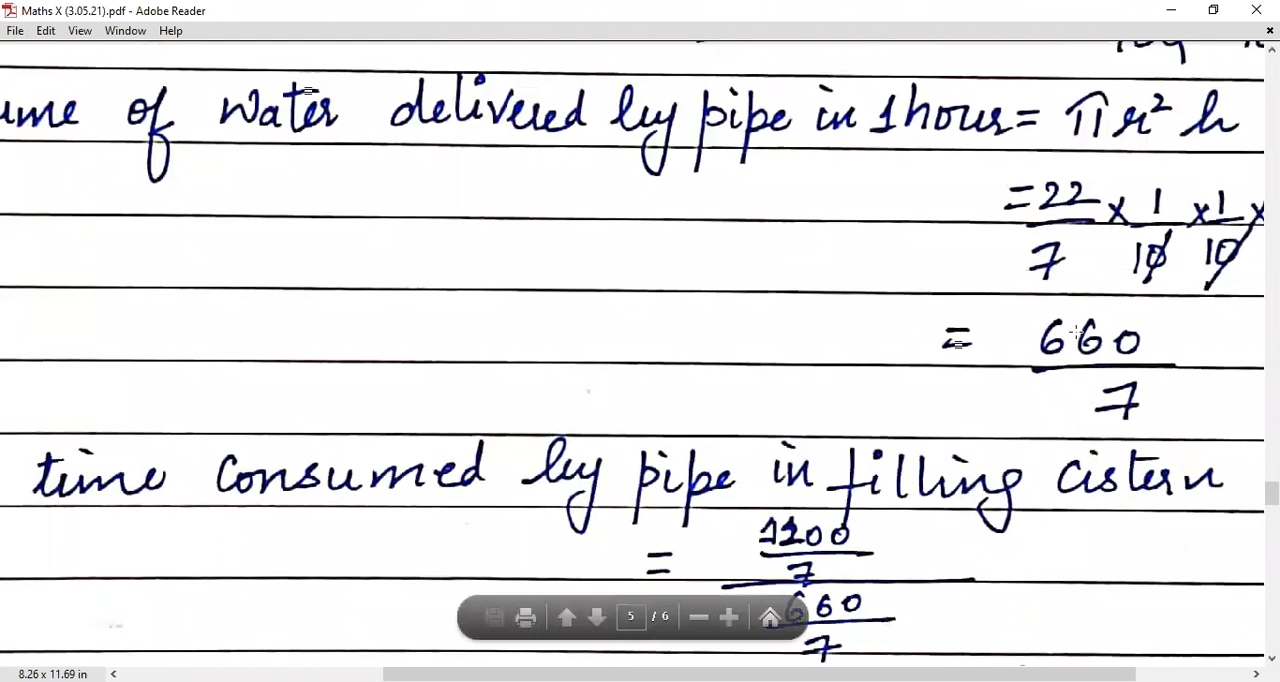 Maths X (3.05.21).pdf - Adobe Reader
File Edit View Window Help
ume of water delivered by pipe in 1 hour = πr² h
= 22/7 × 1/10 × 1/10 ×
= 660/7
time consumed by pipe in filling cistern
= 1100/7 / 660/7
5 / 6
8.26 x 11.69 in